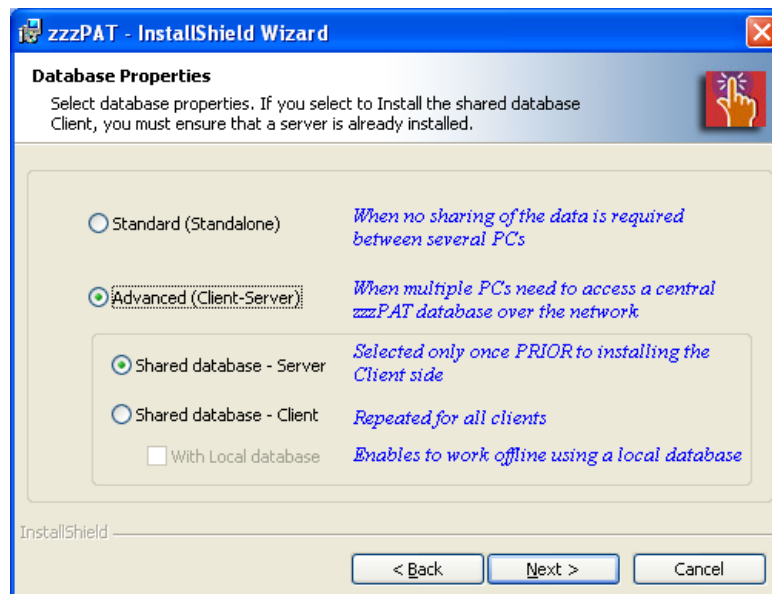 zzzPAT - InstallShield Wizard
Database Properties
Select database properties. If you select to Install the shared database
Client, you must ensure that a server is already installed.
Standard (Standalone)
When no sharing of the data is required
between several PCs
Advanced (Client-Server)
When multiple PC's need to access a central
zzzPAT database over the network
Shared database - Server
Selected only once PRIOR to installing the
Client side
Shared database - Client
Repeated for all clients
With Local database
Enables to work offline using a local database
InstallShield
< Back
Next >
Cancel